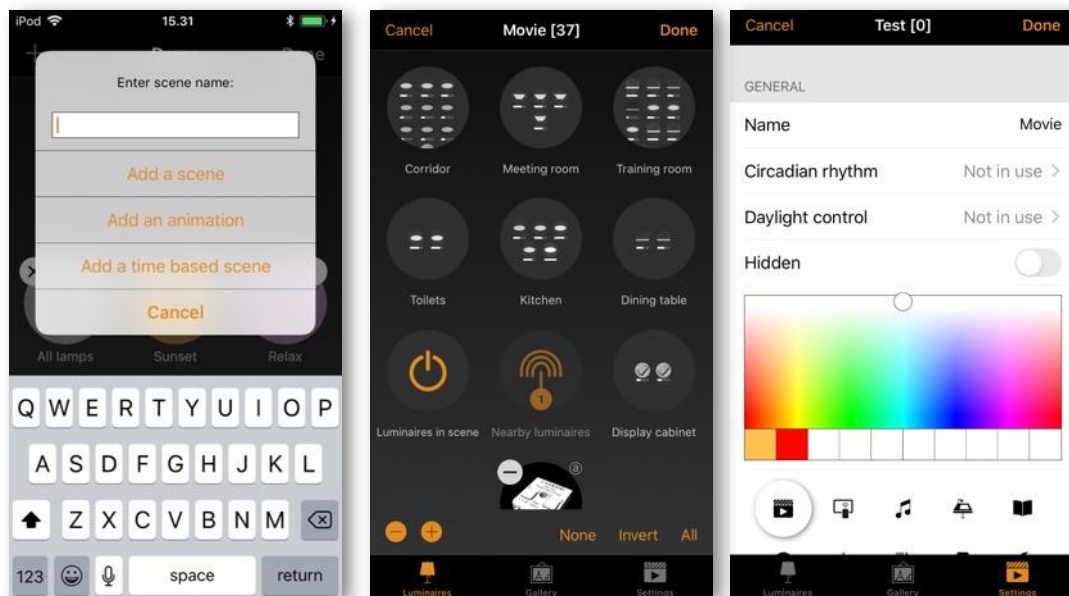 iPod 15.31
Done
Enter scene name:
Add a scene
Add an animation
Add a time based scene
Cancel
All lamps Sunset Relax
Q W E R T Y U I O P
A S D F G H J K L
Z X C V B N M
123 space return
Cancel Movie [37] Done
Corridor Meeting room Training room
Toilets Kitchen Dining table
1
Luminaires in scene Nearby luminaires Display cabinet
a
None Invert All
Luminaires Gallery Settings
Cancel Test [0] Done
GENERAL
Name Movie
Circadian rhythm Not in use >
Daylight control Not in use >
Hidden
Luminaires Gallery Settings